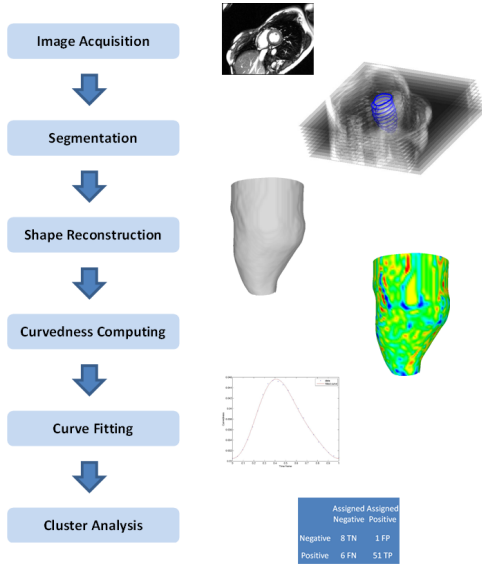 Image Acquisition
Segmentation
Shape Reconstruction
Curvedness Computing
Curve Fitting
Cluster Analysis
Assigned Assigned
Negative Positive
Negative 8 TN 1 FP
Positive 6 FN 51 TP